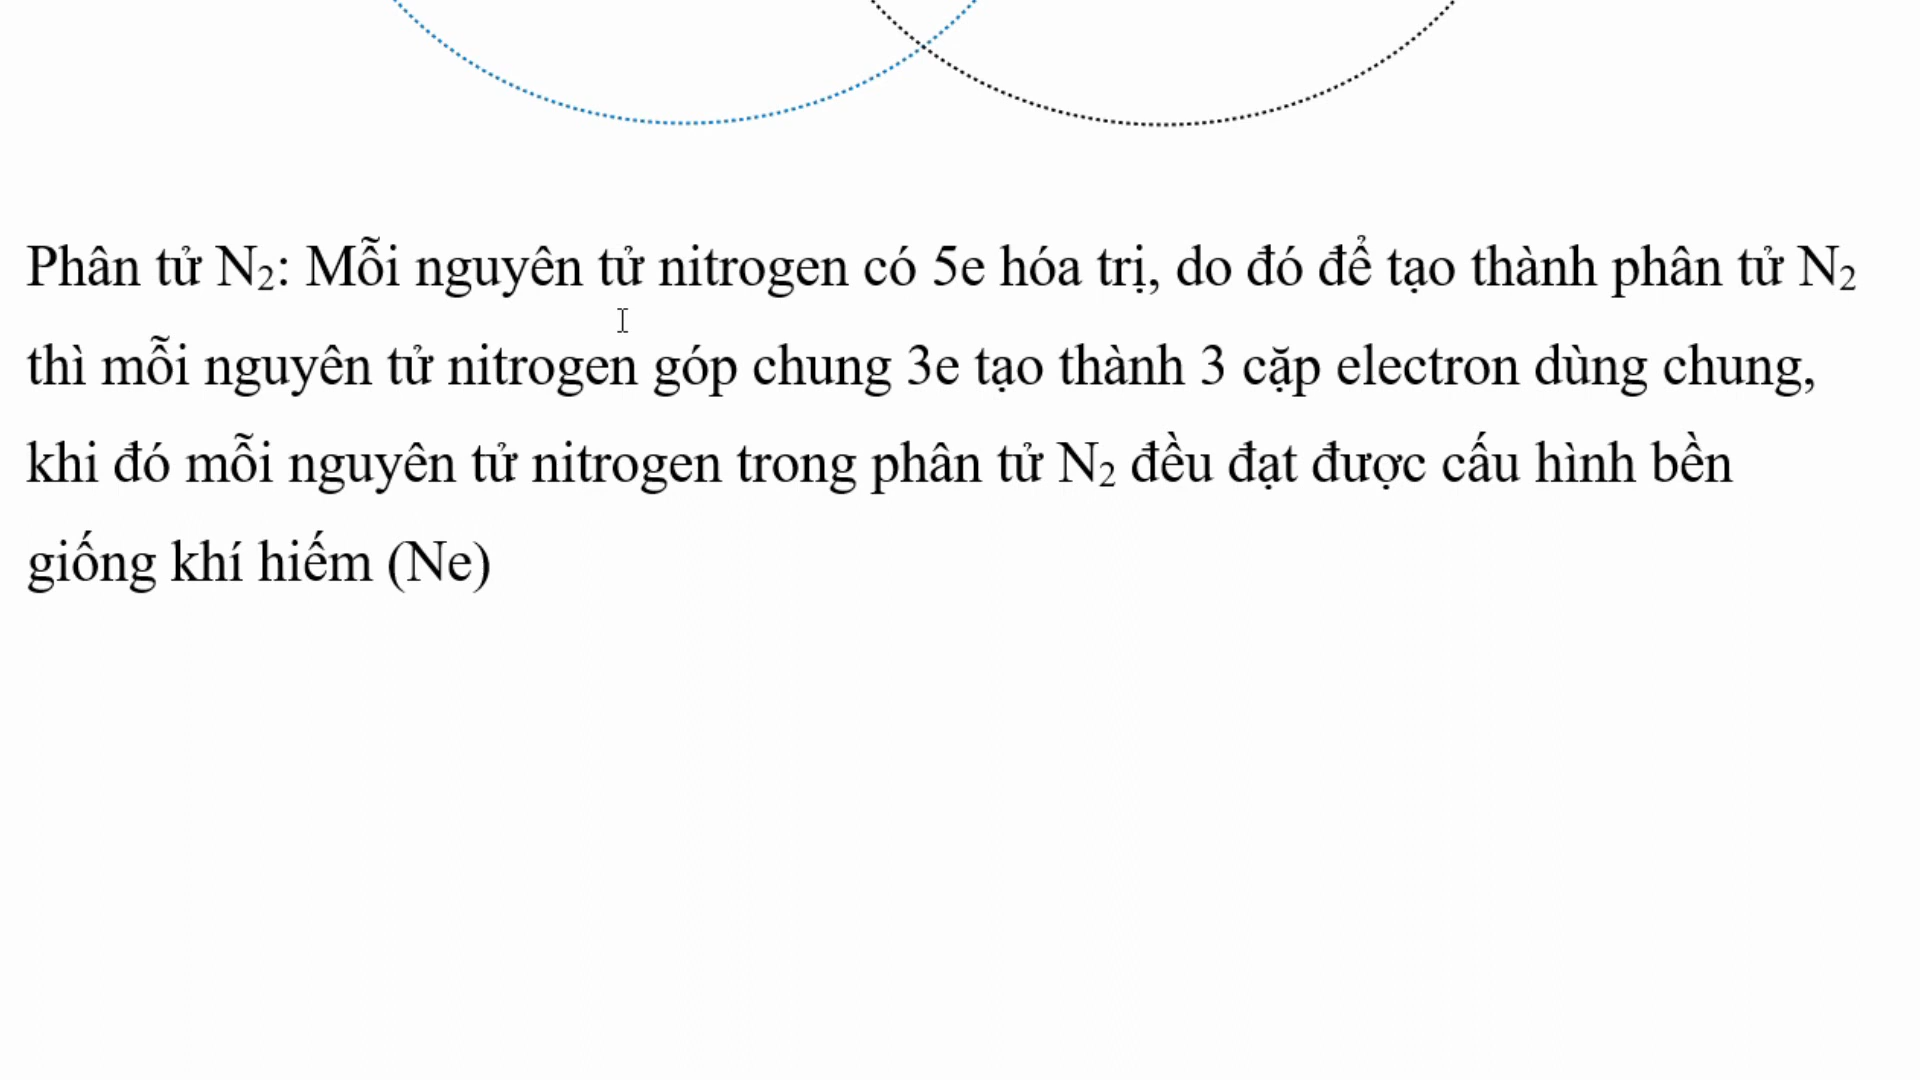 Phân tử N₂: Mỗi nguyên tử nitrogen có 5e hóa trị, do đó để tạo thành phân tử N₂
thì mỗi nguyên tử nitrogen góp chung 3e tạo thành 3 cặp electron dùng chung,
khi đó mỗi nguyên tử nitrogen trong phân tử N₂ đều đạt được cấu hình bền
giống khí hiếm (Ne)